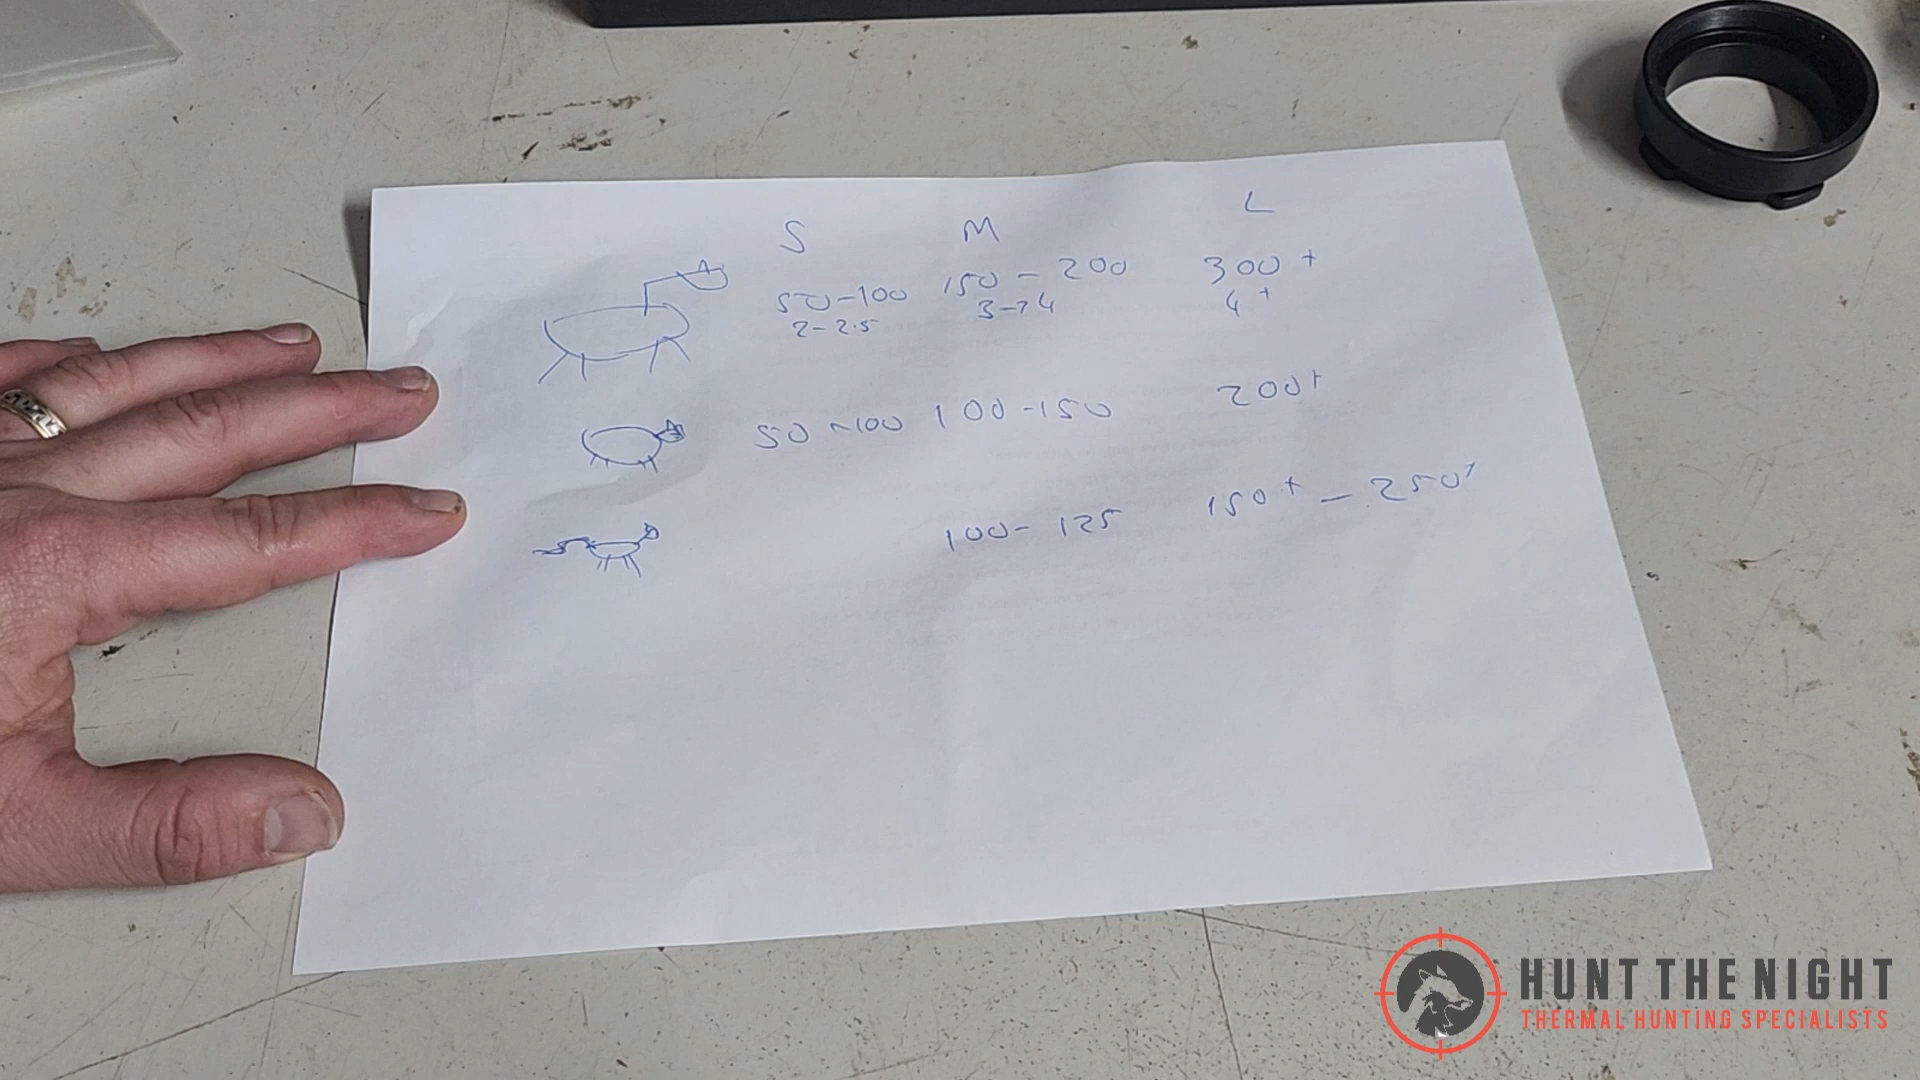 S M L
50-100 150-200 300+
2-2.5 3->4 4+
50-100 100-150 200+
100-125 150+ - 250+
HUNT THE NIGHT
THERMAL HUNTING SPECIALISTS